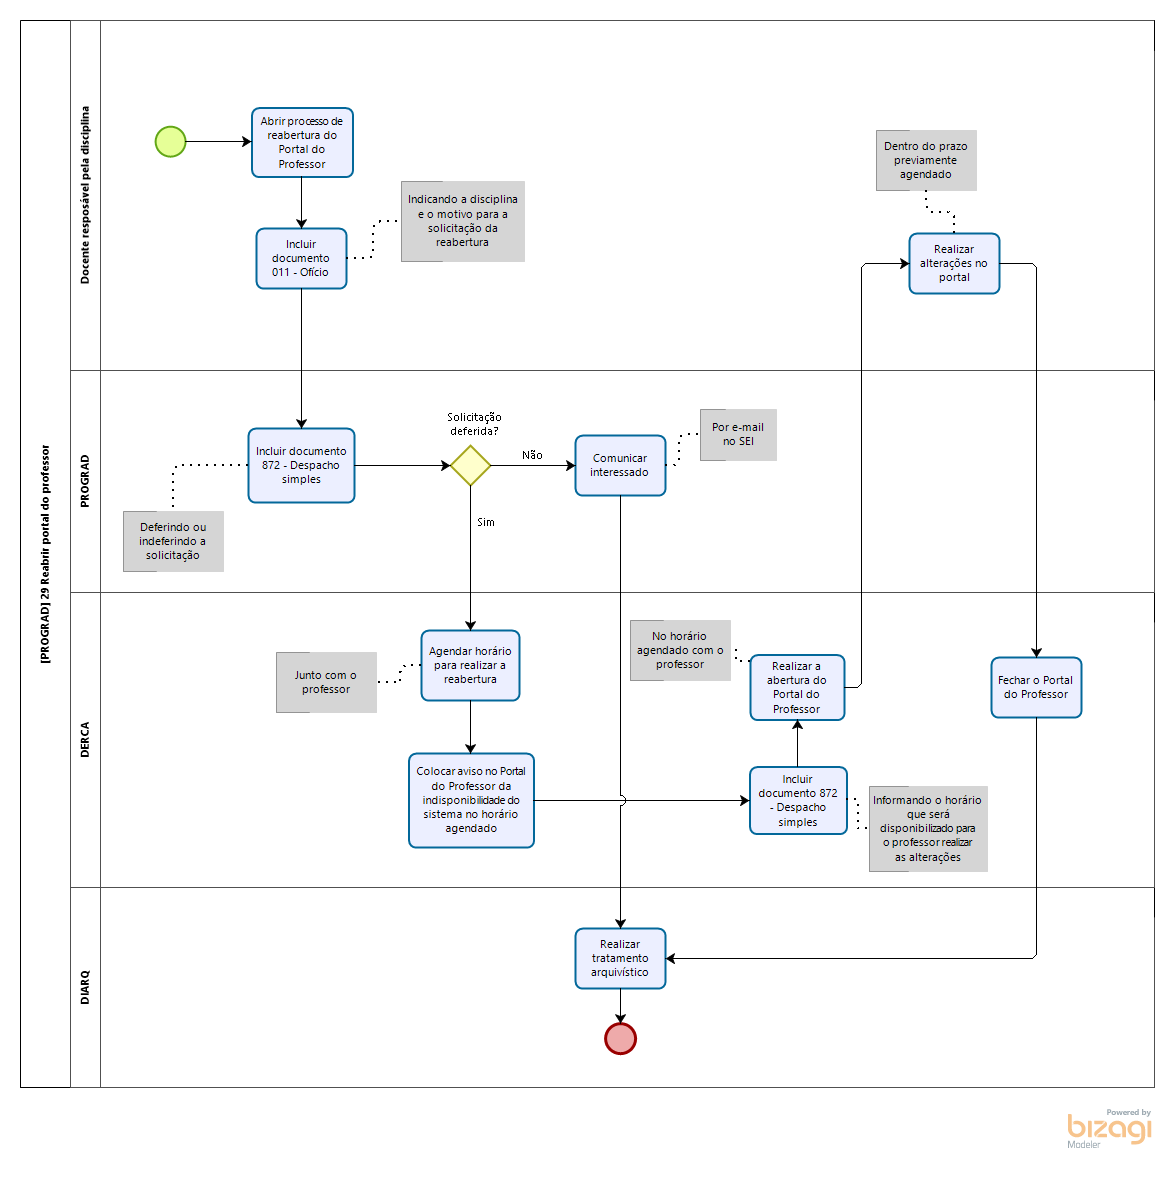 [PROGRAD] 29 Reabrir portal do professor
Docente resposável pela disciplina
Abrir processo de
reabertura do
Portal do
Professor
Indicando a disciplina
e o motivo para a
solicitação da
reabertura
Incluir
documento
011 - Ofício
Dentro do prazo
previamente
agendado
Realizar
alterações no
portal
PROGRAD
Incluir documento
872 - Despacho
simples
Deferindo ou
indeferindo a
solicitação
Solicitação
deferida?
Não
Sim
Comunicar
interessado
Por e-mail
no SEI
DERCA
Agendar horário
para realizar a
reabertura
Junto com o
professor
Colocar aviso no Portal
do Professor da
indisponibilidade do
sistema no horário
agendado
No horário
agendado com o
professor
Realizar a
abertura do
Portal do
Professor
Incluir
documento 872
- Despacho
simples
Informando o horário
que será
disponibilizado para
o professor realizar
as alterações
Fechar o Portal
do Professor
DIARQ
Realizar
tratamento
arquivístico
Powered by
bizagi
Modeler